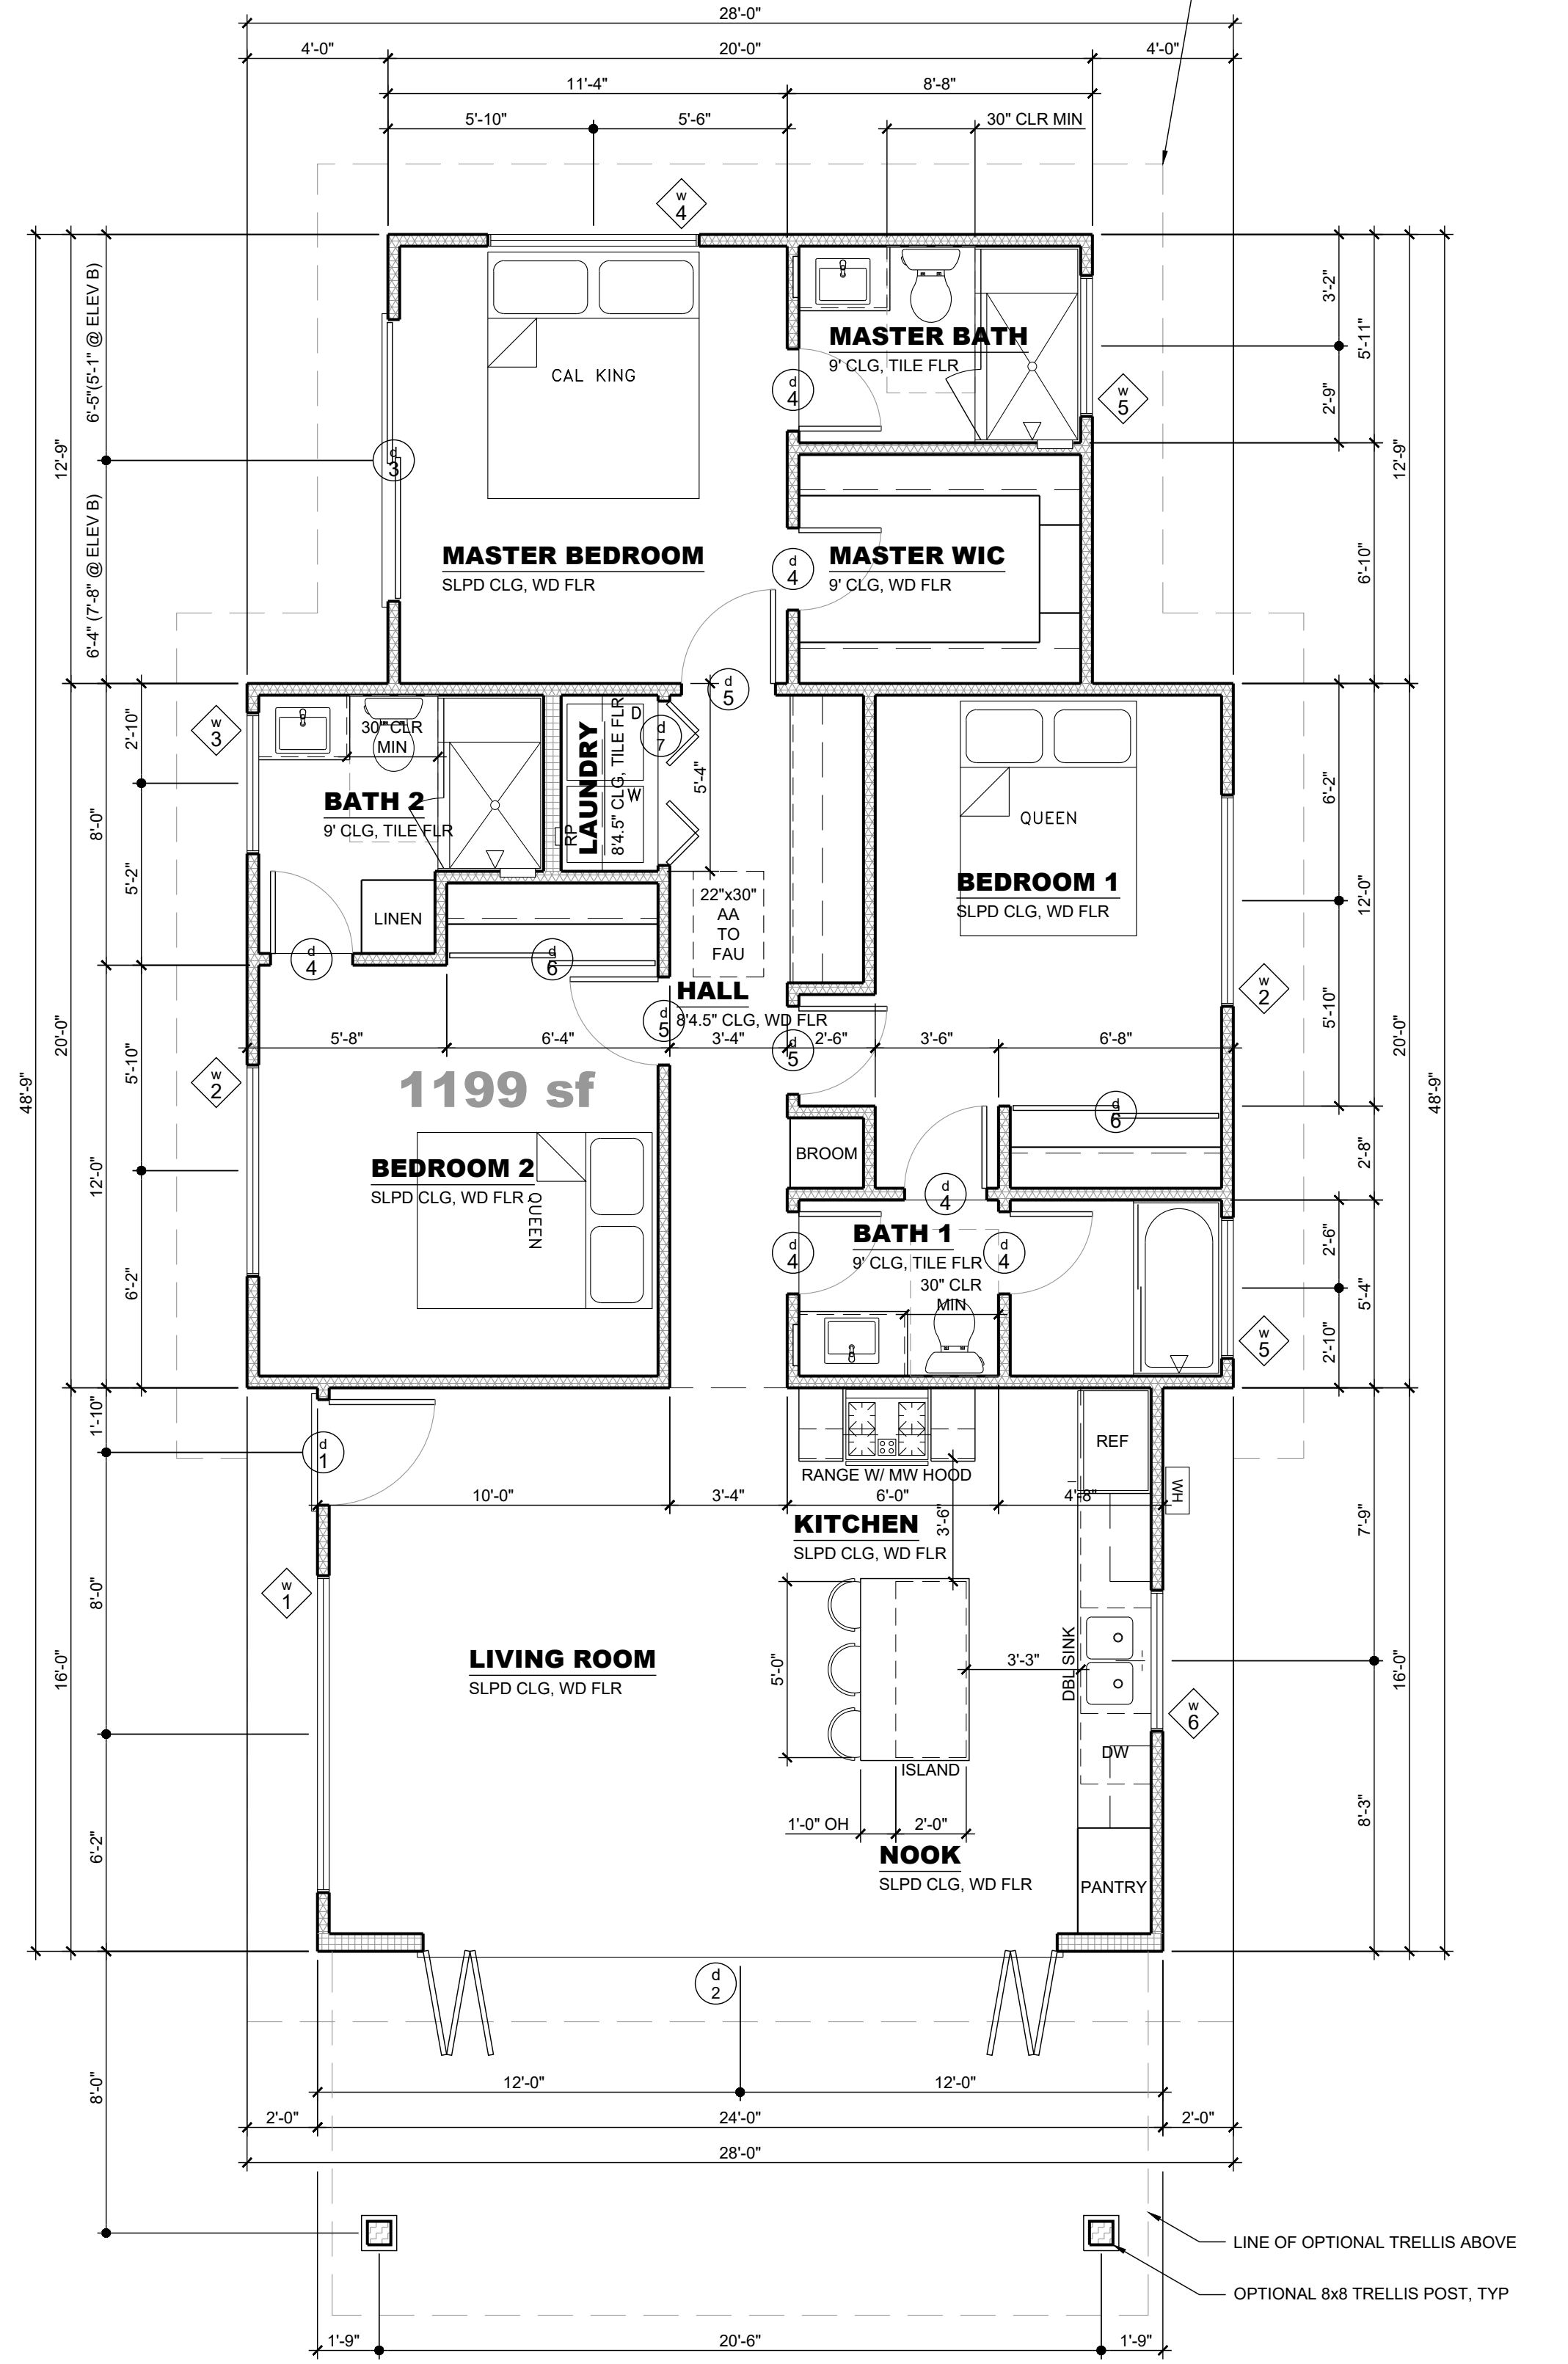 28'-0"
4'-0"
20'-0"
4'-0"
11'-4"
8'-8"
5'-10"
5'-6"
30" CLR MIN
w
4
6'-5"(5'-1" @ ELEV B)
3'-2"
5'-11"
MASTER BATH
9' CLG, TILE FLR
CAL KING
d
4
w
5
2'-9"
12'-9"
d
3
12'-9"
6'-4" (7'-8" @ ELEV B)
MASTER BEDROOM
SLPD CLG, WD FLR
d
4
MASTER WIC
9' CLG, WD FLR
6'-10"
d
5
w
3
2'-10"
30" CLR
MIN
D
d
7
LAUNDRY
8'4.5" CLG, TILE FLR
W
RP
5'-4"
6'-2"
BATH 2
9' CLG, TILE FLR
QUEEN
8'-0"
5'-2"
BEDROOM 1
SLPD CLG, WD FLR
12'-0"
LINEN
22"x30"
AA
TO
FAU
d
4
d
6
w
2
HALL
8'4.5" CLG, WD FLR
d
5
d
5
5'-10"
5'-8"
6'-4"
3'-4"
2'-6"
3'-6"
6'-8"
20'-0"
20'-0"
5'-10"
w
2
48'-9"
48'-9"
1199 sf
d
6
BROOM
2'-8"
BEDROOM 2
SLPD CLG, WD FLR
QUEEN
12'-0"
d
4
d
4
BATH 1
9' CLG, TILE FLR
30" CLR
MIN
d
4
2'-6"
6'-2"
5'-4"
w
5
2'-10"
1'-10"
d
1
REF
RANGE W/ MW HOOD
WH
10'-0"
3'-4"
6'-0"
4'-8"
3'-6"
7'-9"
KITCHEN
SLPD CLG, WD FLR
w
1
8'-0"
LIVING ROOM
SLPD CLG, WD FLR
5'-0"
3'-3"
DBL SINK
16'-0"
16'-0"
w
6
DW
ISLAND
1'-0" OH
2'-0"
8'-3"
6'-2"
NOOK
SLPD CLG, WD FLR
PANTRY
d
2
8'-0"
12'-0"
12'-0"
2'-0"
24'-0"
2'-0"
28'-0"
LINE OF OPTIONAL TRELLIS ABOVE
OPTIONAL 8x8 TRELLIS POST, TYP
1'-9"
20'-6"
1'-9"